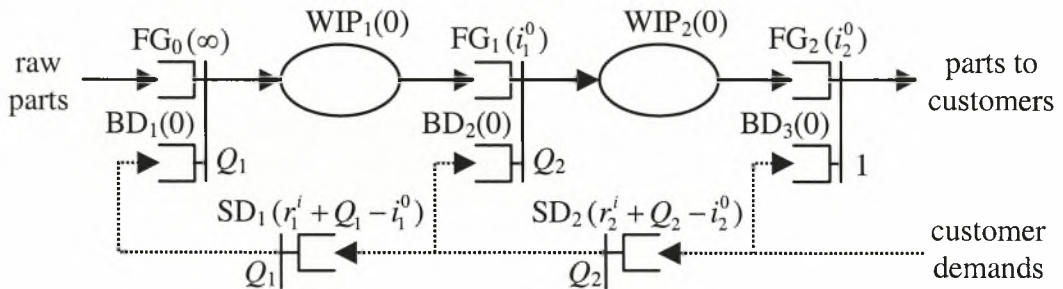 WIP₁(0) WIP₂(0)
FG₀(∞) FG₁(i₁⁰) FG₂(i₂⁰)
raw
parts
parts to
customers
BD₁(0) BD₂(0) BD₃(0)
Q₁ Q₂ 1
SD₁(r₁ⁱ + Q₁ − i₁⁰) SD₂(r₂ⁱ + Q₂ − i₂⁰)
Q₁ Q₂
customer
demands